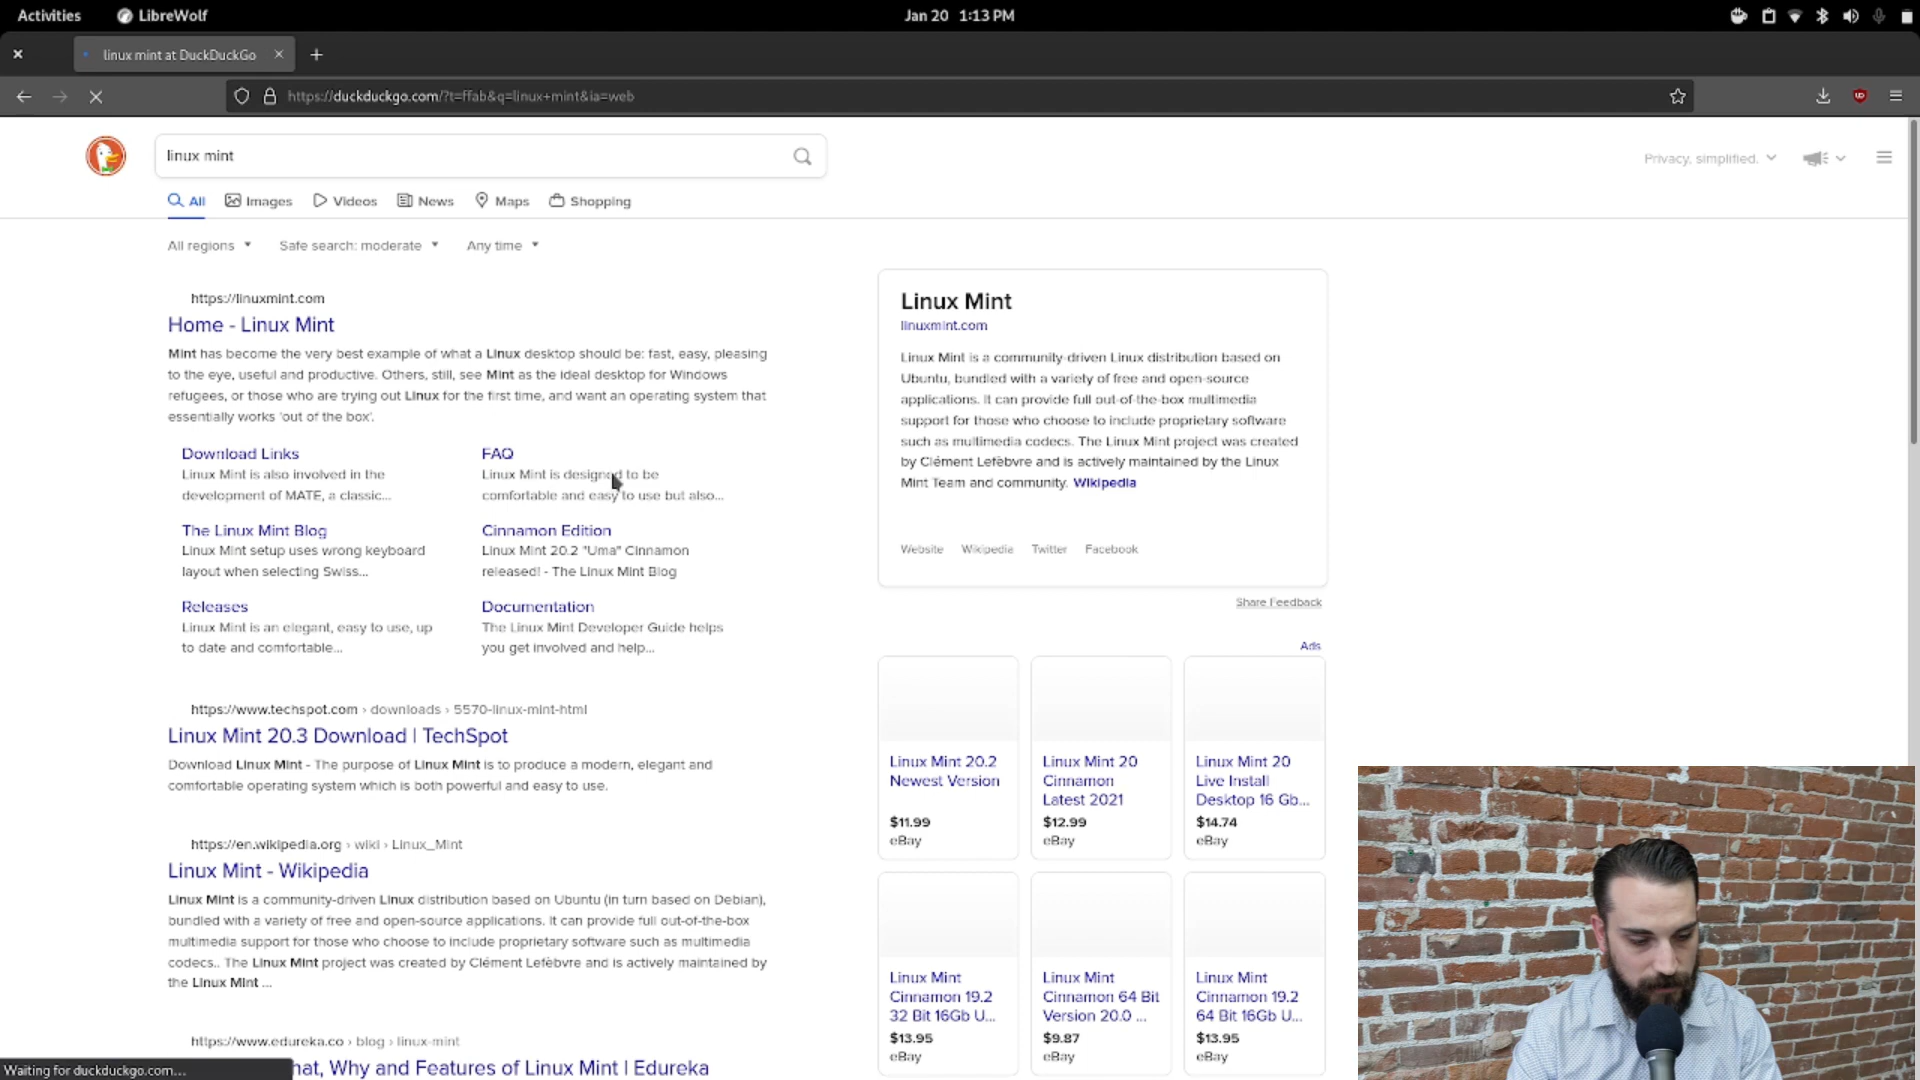 Activities LibreWolf Jan 20 1:13 PM
linux mint at DuckDuckGo
https://duckduckgo.com/?t=ffab&q=linux+mint&ia=web
linux mint
Privacy, simplified.
All Images Videos News Maps Shopping
All regions Safe search: moderate Any time
https://linuxmint.com
Home - Linux Mint
Mint has become the very best example of what a Linux desktop should be: fast, easy, pleasing
to the eye, useful and productive. Others, still, see Mint as the ideal desktop for Windows
refugees, or those who are trying out Linux for the first time, and want an operating system that
essentially works 'out of the box'.
Download Links
Linux Mint is also involved in the
development of MATE, a classic...
FAQ
Linux Mint is designed to be
comfortable and easy to use but also...
The Linux Mint Blog
Linux Mint setup uses wrong keyboard
layout when selecting Swiss...
Cinnamon Edition
Linux Mint 20.2 "Uma" Cinnamon
released! - The Linux Mint Blog
Releases
Linux Mint is an elegant, easy to use, up
to date and comfortable...
Documentation
The Linux Mint Developer Guide helps
you get involved and help...
https://www.techspot.com › downloads › 5570-linux-mint-html
Linux Mint 20.3 Download | TechSpot
Download Linux Mint - The purpose of Linux Mint is to produce a modern, elegant and
comfortable operating system which is both powerful and easy to use.
https://en.wikipedia.org › wiki › Linux_Mint
Linux Mint - Wikipedia
Linux Mint is a community-driven Linux distribution based on Ubuntu (in turn based on Debian),
bundled with a variety of free and open-source applications. It can provide full out-of-the-box
multimedia support for those who choose to include proprietary software such as multimedia
codecs.. The Linux Mint project was created by Clément Lefèbvre and is actively maintained by
the Linux Mint ...
https://www.edureka.co › blog › linux-mint
hat, Why and Features of Linux Mint | Edureka
Waiting for duckduckgo.com...
Linux Mint
linuxmint.com
Linux Mint is a community-driven Linux distribution based on
Ubuntu, bundled with a variety of free and open-source
applications. It can provide full out-of-the-box multimedia
support for those who choose to include proprietary software
such as multimedia codecs. The Linux Mint project was created
by Clément Lefèbvre and is actively maintained by the Linux
Mint Team and community. Wikipedia
Website Wikipedia Twitter Facebook
Share Feedback
Ads
Linux Mint 20.2
Newest Version
$11.99
eBay
Linux Mint 20
Cinnamon
Latest 2021
$12.99
eBay
Linux Mint 20
Live Install
Desktop 16 Gb...
$14.74
eBay
Linux Mint
Cinnamon 19.2
32 Bit 16Gb U...
$13.95
eBay
Linux Mint
Cinnamon 64 Bit
Version 20.0 ...
$9.87
eBay
Linux Mint
Cinnamon 19.2
64 Bit 16Gb U...
$13.95
eBay